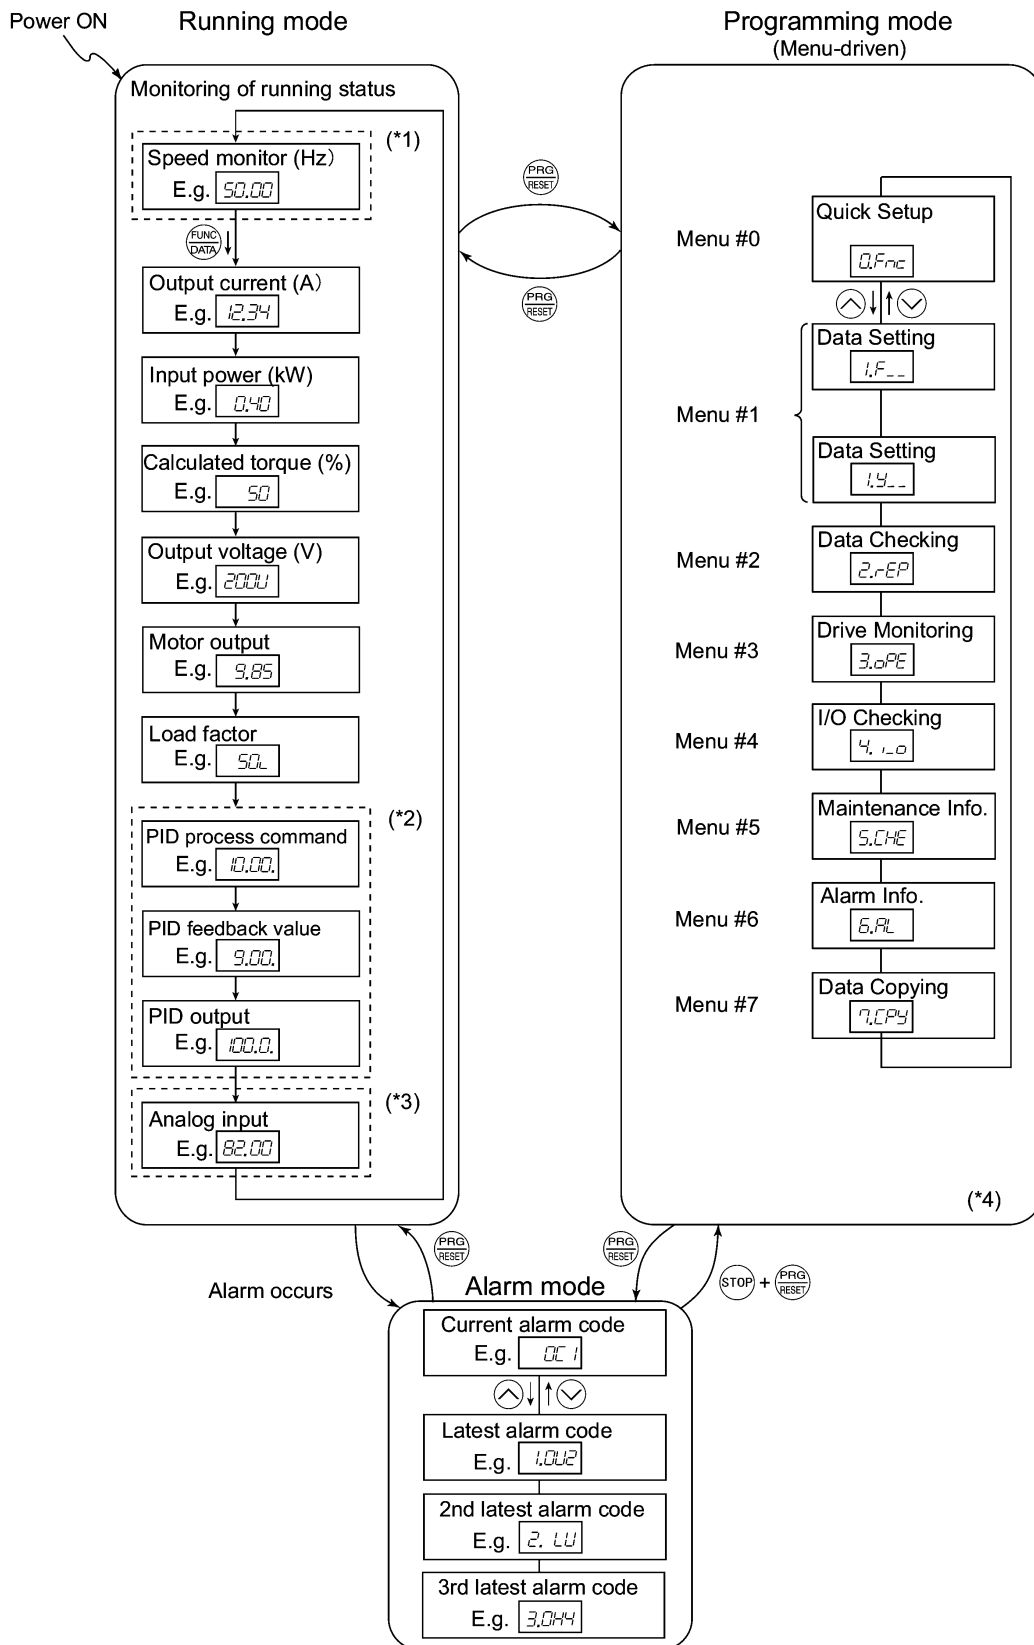 Power ON
Running mode
Programming mode
(Menu-driven)
Monitoring of running status
(*1)
Speed monitor (Hz)
E.g. 50.00
FUNC
DATA
Output current (A)
E.g. 12.34
Input power (kW)
E.g. 0.40
Calculated torque (%)
E.g. 50
Output voltage (V)
E.g. 200U
Motor output
E.g. 9.85
Load factor
E.g. 50L
(*2)
PID process command
E.g. 10.00.
PID feedback value
E.g. 9.00.
PID output
E.g. 100.0.
(*3)
Analog input
E.g. 82.00
PRG
RESET
PRG
RESET
Menu #0
Quick Setup
0.Fnc
Menu #1
Data Setting
1.F__
Data Setting
1.y__
Menu #2
Data Checking
2.rEP
Menu #3
Drive Monitoring
3.oPE
Menu #4
I/O Checking
4.i_o
Menu #5
Maintenance Info.
5.CHE
Menu #6
Alarm Info.
6.AL
Menu #7
Data Copying
7.CPY
(*4)
Alarm occurs
PRG
RESET
PRG
RESET
STOP + PRG
RESET
Alarm mode
Current alarm code
E.g. OC1
Latest alarm code
E.g. 1.OU2
2nd latest alarm code
E.g. 2. LU
3rd latest alarm code
E.g. 3.OH4